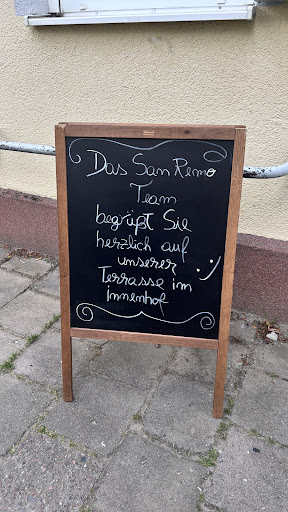 Das San Remo
Team
begrüßt Sie
herzlich auf
unserer :)
Terrasse im
innenhof